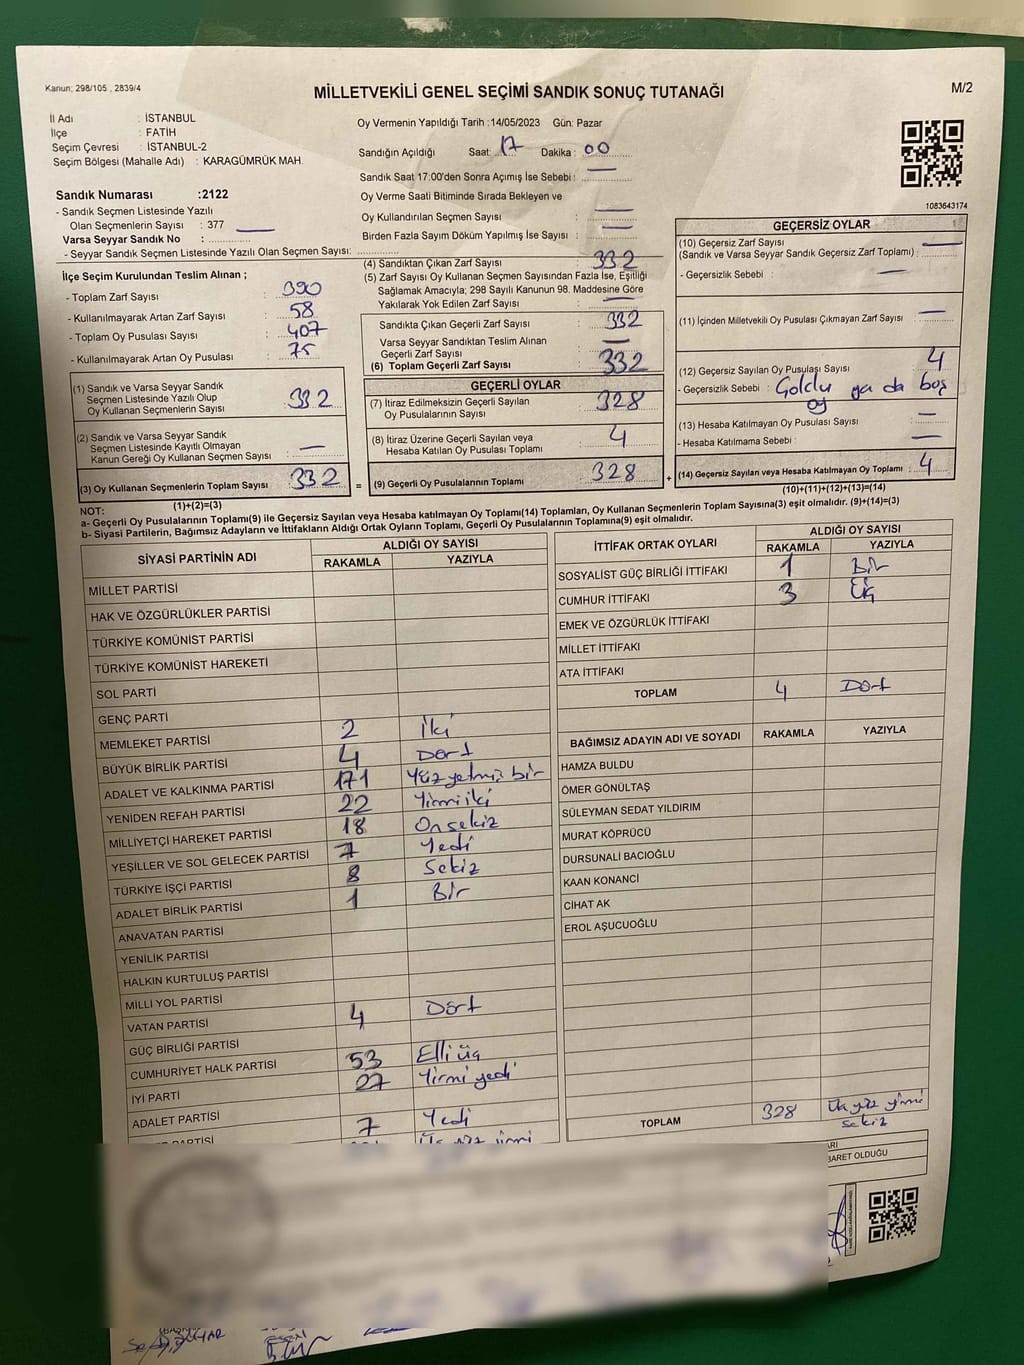 Kanun; 298/105 , 2839/4
MİLLETVEKİLİ GENEL SEÇİMİ SANDIK SONUÇ TUTANAĞI
M/2
İl Adı : İSTANBUL
İlçe : FATİH
Seçim Çevresi : İSTANBUL-2
Seçim Bölgesi (Mahalle Adı) : KARAGÜMRÜK MAH.
Oy Vermenin Yapıldığı Tarih :14/05/2023 Gün: Pazar
Sandığın Açıldığı Saat: 17 Dakika : 00
Sandık Saat 17:00'den Sonra Açımış İse Sebebi : —
Oy Verme Saati Bitiminde Sırada Bekleyen ve
Oy Kullandırılan Seçmen Sayısı : —
Birden Fazla Sayım Döküm Yapılmış İse Sayısı : —
1083643174
Sandık Numarası :2122
- Sandık Seçmen Listesinde Yazılı
Olan Seçmenlerin Sayısı : 377 —
Varsa Seyyar Sandık No :
- Seyyar Sandık Seçmen Listesinde Yazılı Olan Seçmen Sayısı:
İlçe Seçim Kurulundan Teslim Alınan ;
- Toplam Zarf Sayısı : 390
- Kullanılmayarak Artan Zarf Sayısı : 58
- Toplam Oy Pusulası Sayısı : 407
- Kullanılmayarak Artan Oy Pusulası : 75
(1) Sandık ve Varsa Seyyar Sandık
Seçmen Listesinde Yazılı Olup
Oy Kullanan Seçmenlerin Sayısı : 332
(2) Sandık ve Varsa Seyyar Sandık
Seçmen Listesinde Kayıtlı Olmayan
Kanun Gereği Oy Kullanan Seçmen Sayısı : —
(3) Oy Kullanan Seçmenlerin Toplam Sayısı : 332
(1)+(2)=(3)
(4) Sandıktan Çıkan Zarf Sayısı : 332
(5) Zarf Sayısı Oy Kullanan Seçmen Sayısından Fazla İse, Eşitliği
Sağlamak Amacıyla; 298 Sayılı Kanunun 98. Maddesine Göre
Yakılarak Yok Edilen Zarf Sayısı : —
Sandıkta Çıkan Geçerli Zarf Sayısı : 332
Varsa Seyyar Sandıktan Teslim Alınan
Geçerli Zarf Sayısı : —
(6) Toplam Geçerli Zarf Sayısı : 332
GEÇERLİ OYLAR
(7) İtiraz Edilmeksizin Geçerli Sayılan
Oy Pusulalarının Sayısı : 328
(8) İtiraz Üzerine Geçerli Sayılan veya
Hesaba Katılan Oy Pusulası Toplamı : 4
= (9) Geçerli Oy Pusulalarının Toplamı : 328 +
GEÇERSİZ OYLAR
(10) Geçersiz Zarf Sayısı
(Sandık ve Varsa Seyyar Sandık Geçersiz Zarf Toplamı) : —
- Geçersizlik Sebebi : —
(11) İçinden Milletvekili Oy Pusulası Çıkmayan Zarf Sayısı : —
(12) Geçersiz Sayılan Oy Pusulası Sayısı : 4
- Geçersizlik Sebebi : ya da boş
oy
(13) Hesaba Katılmayan Oy Pusulası Sayısı : —
- Hesaba Katılmama Sebebi : —
(14) Geçersiz Sayılan veya Hesaba Katılmayan Oy Toplamı : 4
(10)+(11)+(12)+(13)=(14)
NOT:
a- Geçerli Oy Pusulalarının Toplamı(9) ile Geçersiz Sayılan veya Hesaba katılmayan Oy Toplamı(14) Toplamları, Oy Kullanan Seçmenlerin Toplam Sayısına(3) eşit olmalıdır. (9)+(14)=(3)
b- Siyasi Partilerin, Bağımsız Adayların ve İttifakların Aldığı Ortak Oyların Toplamı, Geçerli Oy Pusulalarının Toplamına(9) eşit olmalıdır.
SİYASİ PARTİNİN ADI
ALDIĞI OY SAYISI
RAKAMLA YAZIYLA
MİLLET PARTİSİ
HAK VE ÖZGÜRLÜKLER PARTİSİ
TÜRKİYE KOMÜNİST PARTİSİ
TÜRKİYE KOMÜNİST HAREKETİ
SOL PARTİ
GENÇ PARTİ
MEMLEKET PARTİSİ 2 İki
BÜYÜK BİRLİK PARTİSİ 4 Dört
ADALET VE KALKINMA PARTİSİ 171 Yüz yetmiş bir
YENİDEN REFAH PARTİSİ 22 Yirmi iki
MİLLİYETÇİ HAREKET PARTİSİ 18 On sekiz
YEŞİLLER VE SOL GELECEK PARTİSİ 7 Yedi
TÜRKİYE İŞÇİ PARTİSİ 8 Sekiz
ADALET BİRLİK PARTİSİ 1 Bir
ANAVATAN PARTİSİ
YENİLİK PARTİSİ
HALKIN KURTULUŞ PARTİSİ
MİLLİ YOL PARTİSİ
VATAN PARTİSİ 4 Dört
GÜÇ BİRLİĞİ PARTİSİ
CUMHURİYET HALK PARTİSİ 53 Elli üç
İYİ PARTİ 27 Yirmi yedi
ADALET PARTİSİ 7 Yedi
PARTİSİ
İTTİFAK ORTAK OYLARI
ALDIĞI OY SAYISI
RAKAMLA YAZIYLA
SOSYALİST GÜÇ BİRLİĞİ İTTİFAKI 1 Bir
CUMHUR İTTİFAKI 3 Üç
EMEK VE ÖZGÜRLÜK İTTİFAKI
MİLLET İTTİFAKI
ATA İTTİFAKI
TOPLAM 4 Dört
BAĞIMSIZ ADAYIN ADI VE SOYADI RAKAMLA YAZIYLA
HAMZA BULDU
ÖMER GÖNÜLTAŞ
SÜLEYMAN SEDAT YILDIRIM
MURAT KÖPRÜCÜ
DURSUNALİ BACIOĞLU
KAAN KONANCİ
CİHAT AK
EROL AŞUCUOĞLU
TOPLAM 328 Üç yüz yirmi
sekiz
ARI
BARET OLDUĞU